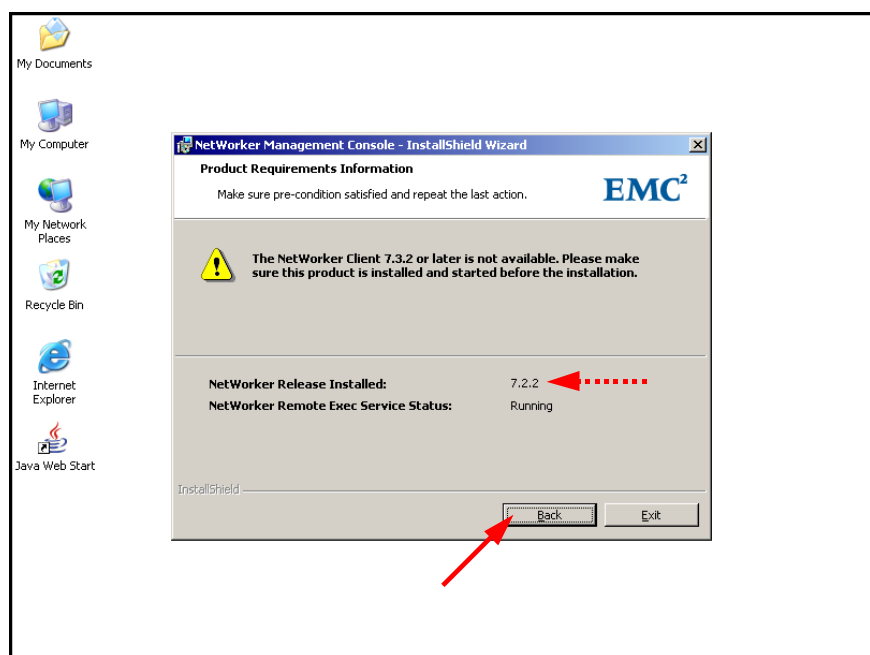 My Documents
My Computer
My Network
Places
Recycle Bin
Internet
Explorer
Java Web Start
NetWorker Management Console - InstallShield Wizard
Product Requirements Information
Make sure pre-condition satisfied and repeat the last action.
EMC²
The NetWorker Client 7.3.2 or later is not available. Please make
sure this product is installed and started before the installation.
NetWorker Release Installed: 7.2.2
NetWorker Remote Exec Service Status: Running
InstallShield
Back Exit